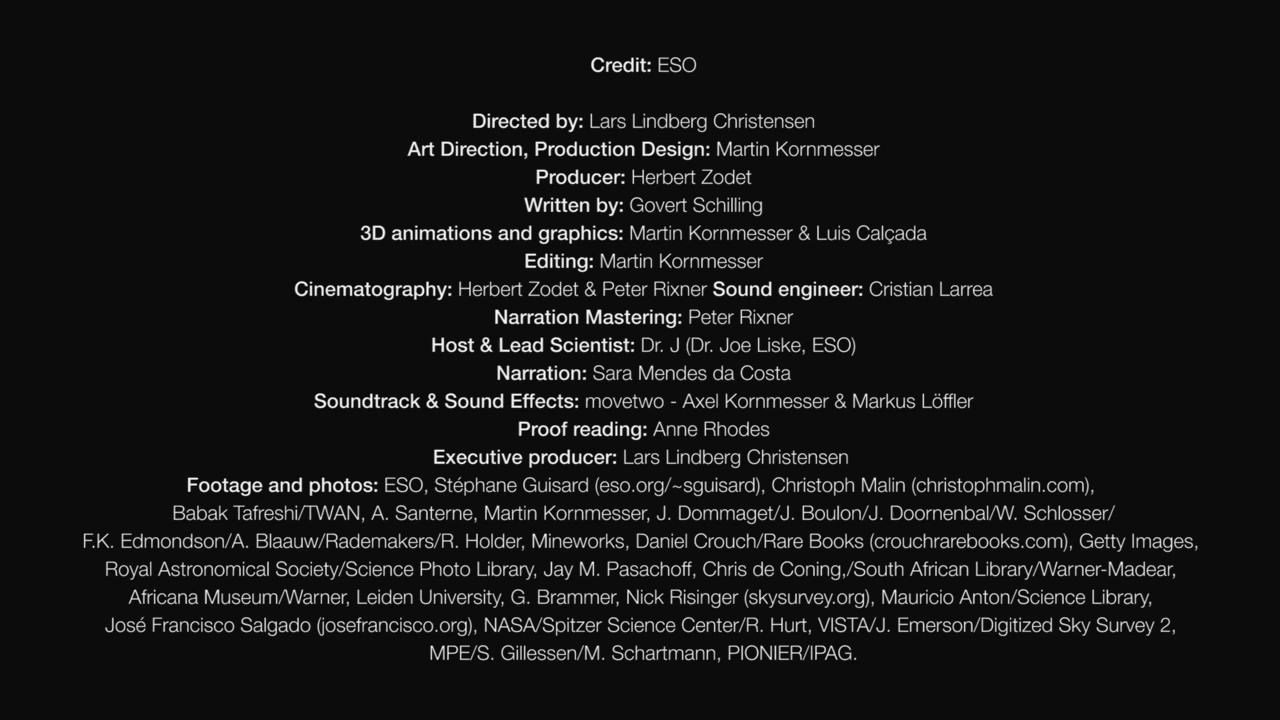 Credit: ESO
Directed by: Lars Lindberg Christensen
Art Direction, Production Design: Martin Kornmesser
Producer: Herbert Zodet
Written by: Govert Schilling
3D animations and graphics: Martin Kornmesser & Luis Calçada
Editing: Martin Kornmesser
Cinematography: Herbert Zodet & Peter Rixner Sound engineer: Cristian Larrea
Narration Mastering: Peter Rixner
Host & Lead Scientist: Dr. J (Dr. Joe Liske, ESO)
Narration: Sara Mendes da Costa
Soundtrack & Sound Effects: movetwo - Axel Kornmesser & Markus Löffler
Proof reading: Anne Rhodes
Executive producer: Lars Lindberg Christensen
Footage and photos: ESO, Stéphane Guisard (eso.org/~sguisard), Christoph Malin (christophmalin.com),
Babak Tafreshi/TWAN, A. Santerne, Martin Kornmesser, J. Dommaget/J. Boulon/J. Doornenbal/W. Schlosser/
F.K. Edmondson/A. Blaauw/Rademakers/R. Holder, Mineworks, Daniel Crouch/Rare Books (crouchrarebooks.com), Getty Images,
Royal Astronomical Society/Science Photo Library, Jay M. Pasachoff, Chris de Coning,/South African Library/Warner-Madear,
Africana Museum/Warner, Leiden University, G. Brammer, Nick Risinger (skysurvey.org), Mauricio Anton/Science Library,
José Francisco Salgado (josefrancisco.org), NASA/Spitzer Science Center/R. Hurt, VISTA/J. Emerson/Digitized Sky Survey 2,
MPE/S. Gillessen/M. Schartmann, PIONIER/IPAG.